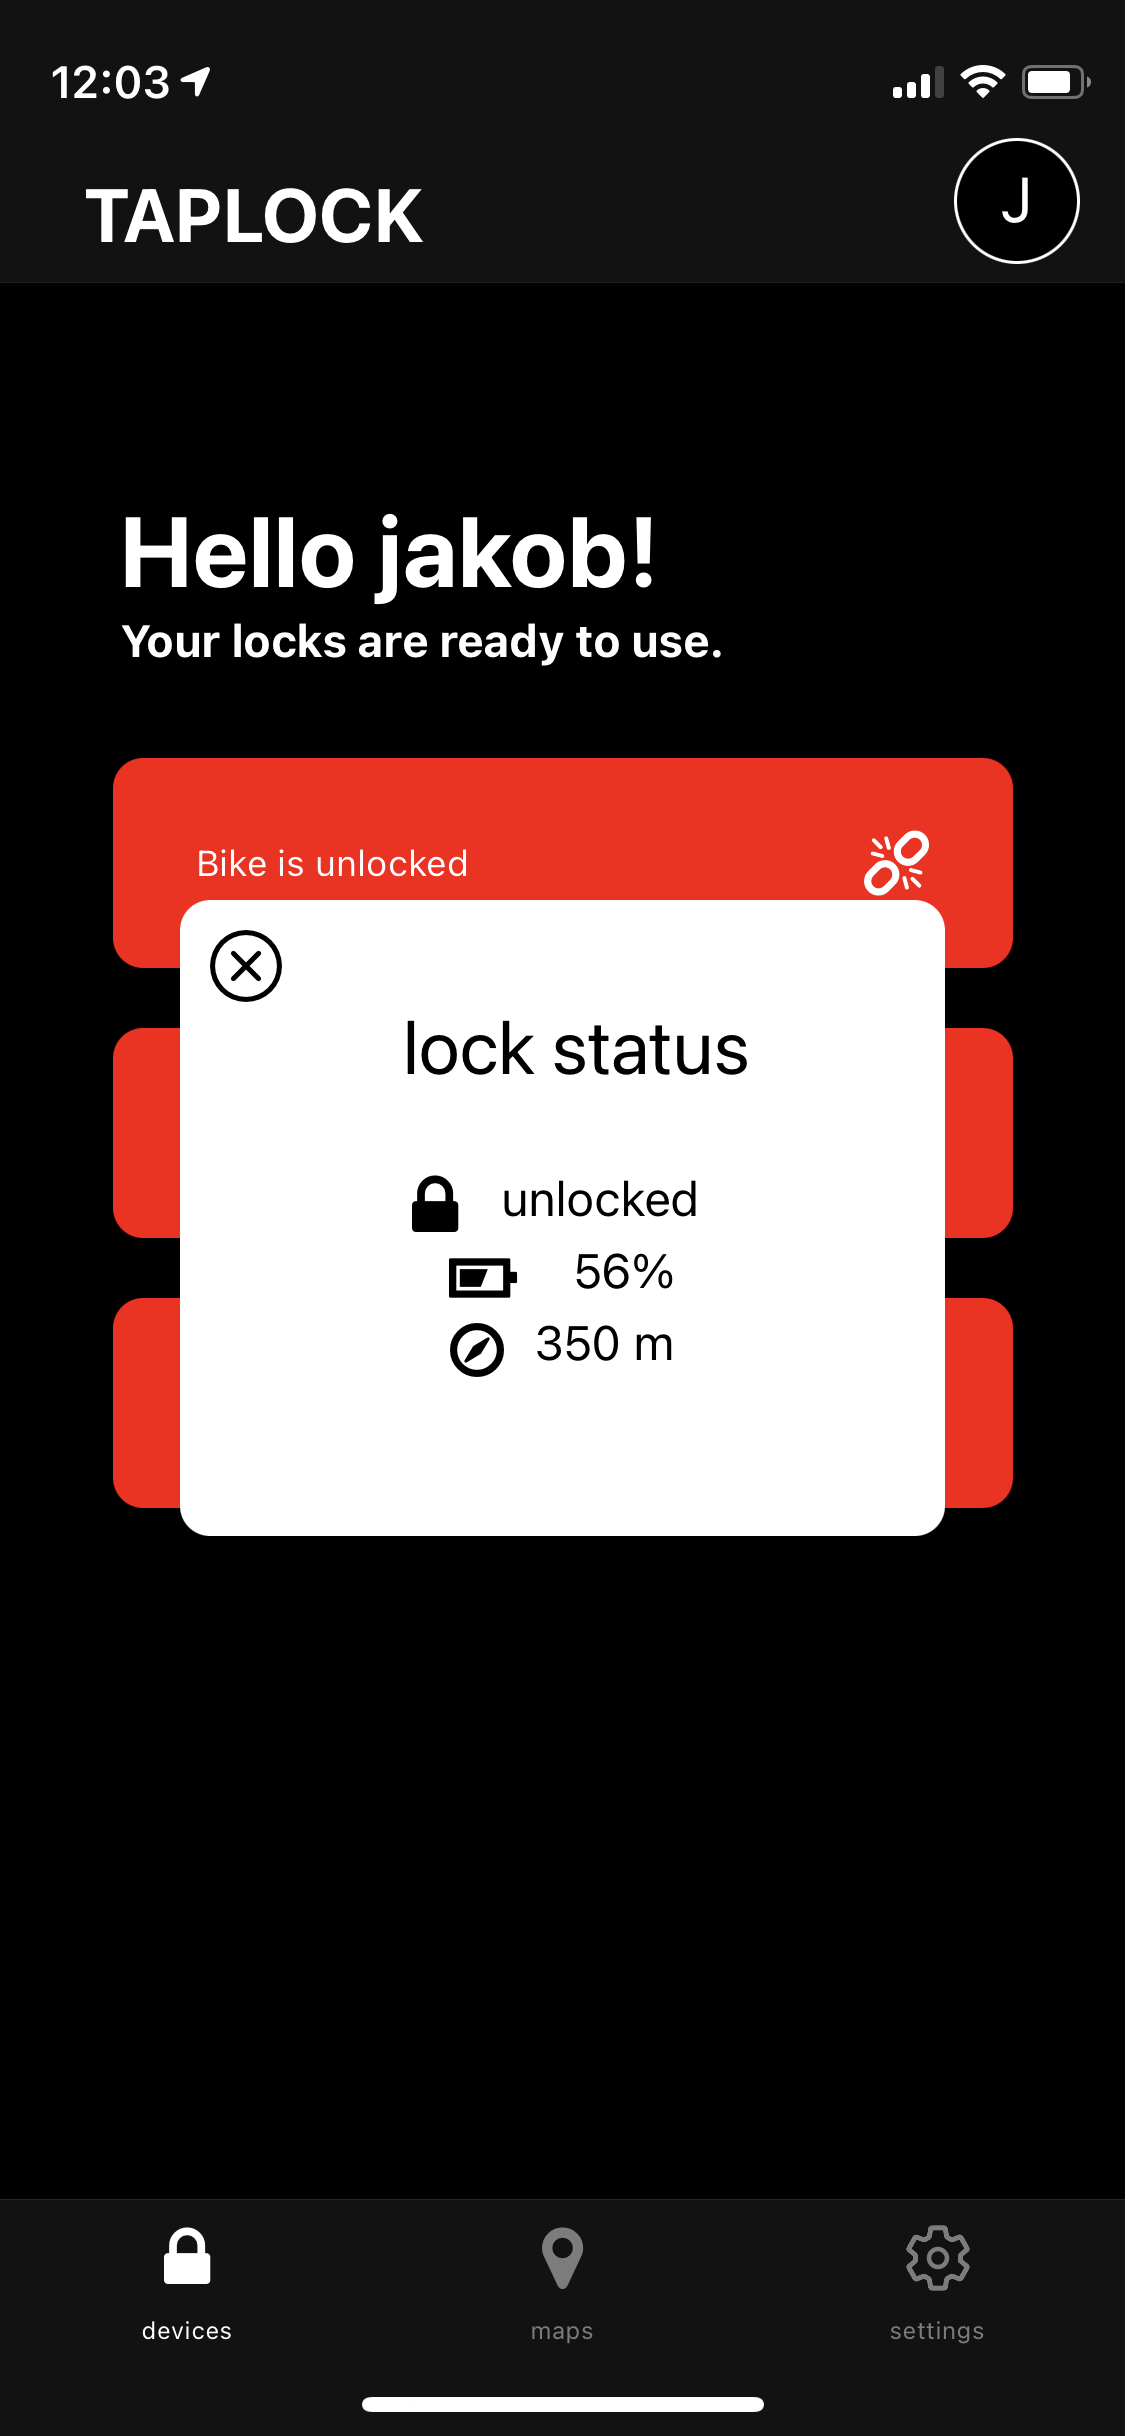 12:03
TAPLOCK
J
Hello jakob!
Your locks are ready to use.
Bike is unlocked
lock status
unlocked
56%
350 m
devices
maps
settings